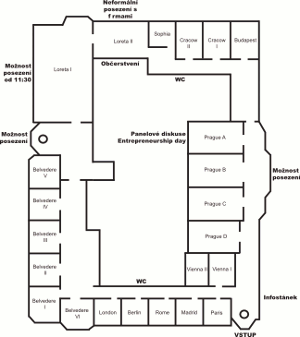 Neformální
posezení s
f rmami
Sophia
Loreta II
Cracow
II
Cracow
I
Budapest
Občerstvení
Možnost
posezení
od 11:30
Loreta I
WC
Možnost
posezení
Panelové diskuse
Entrepreneurship day
Prague A
Prague B
Možnost
posezení
Prague C
Prague D
Belvedere
V
Belvedere
IV
Belvedere
III
Belvedere
II
Belvedere
I
Vienna II
Vienna I
WC
Infostánek
Belvedere
VI
London
Berlin
Rome
Madrid
Paris
VSTUP